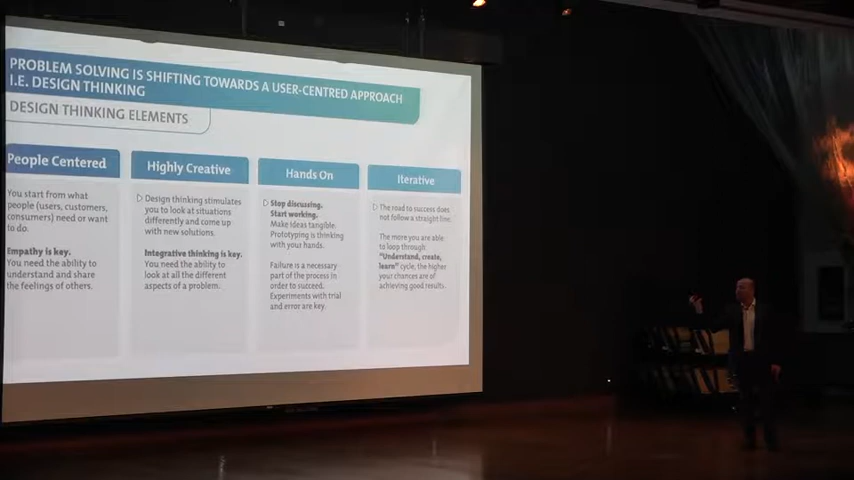 PROBLEM SOLVING IS SHIFTING TOWARDS A USER-CENTRED APPROACH
I.E. DESIGN THINKING
DESIGN THINKING ELEMENTS
People Centered
You start from what
people (users, customers,
consumers) need or want
to do.
Empathy is key.
You need the ability to
understand and share
the feelings of others.
Highly Creative
Design thinking stimulates
you to look at situations
differently and come up
with new solutions.
Integrative thinking is key.
You need the ability to
look at all the different
aspects of a problem.
Hands On
Stop discussing.
Start working.
Make ideas tangible.
Prototyping is thinking
with your hands.
Failure is a necessary
part of the process in
order to succeed.
Experiments with trial
and error are key.
Iterative
The road to success does
not follow a straight line.
The more you are able
to loop through
"Understand, create,
learn" cycle, the higher
your chances are of
achieving good results.